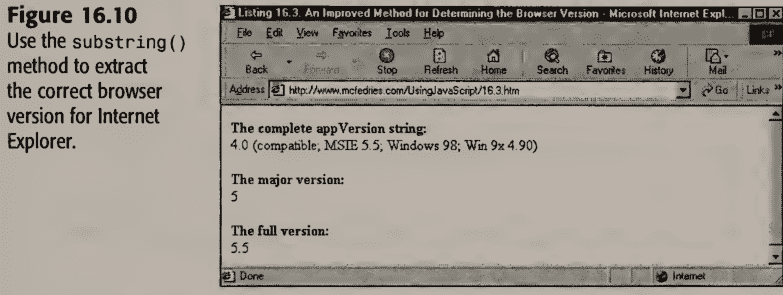 Figure 16.10
Use the substring()
method to extract
the correct browser
version for Internet
Explorer.
Listing 16.3. An Improved Method for Determining the Browser Version - Microsoft Internet Expl...
File Edit View Favorites Tools Help
Back Forward Stop Refresh Home Search Favorites History Mail
Address http://www.mcfedries.com/UsingJavaScript/16.3.htm Go Links »
The complete appVersion string:
4.0 (compatible; MSIE 5.5; Windows 98; Win 9x 4.90)
The major version:
5
The full version:
5.5
Done Internet